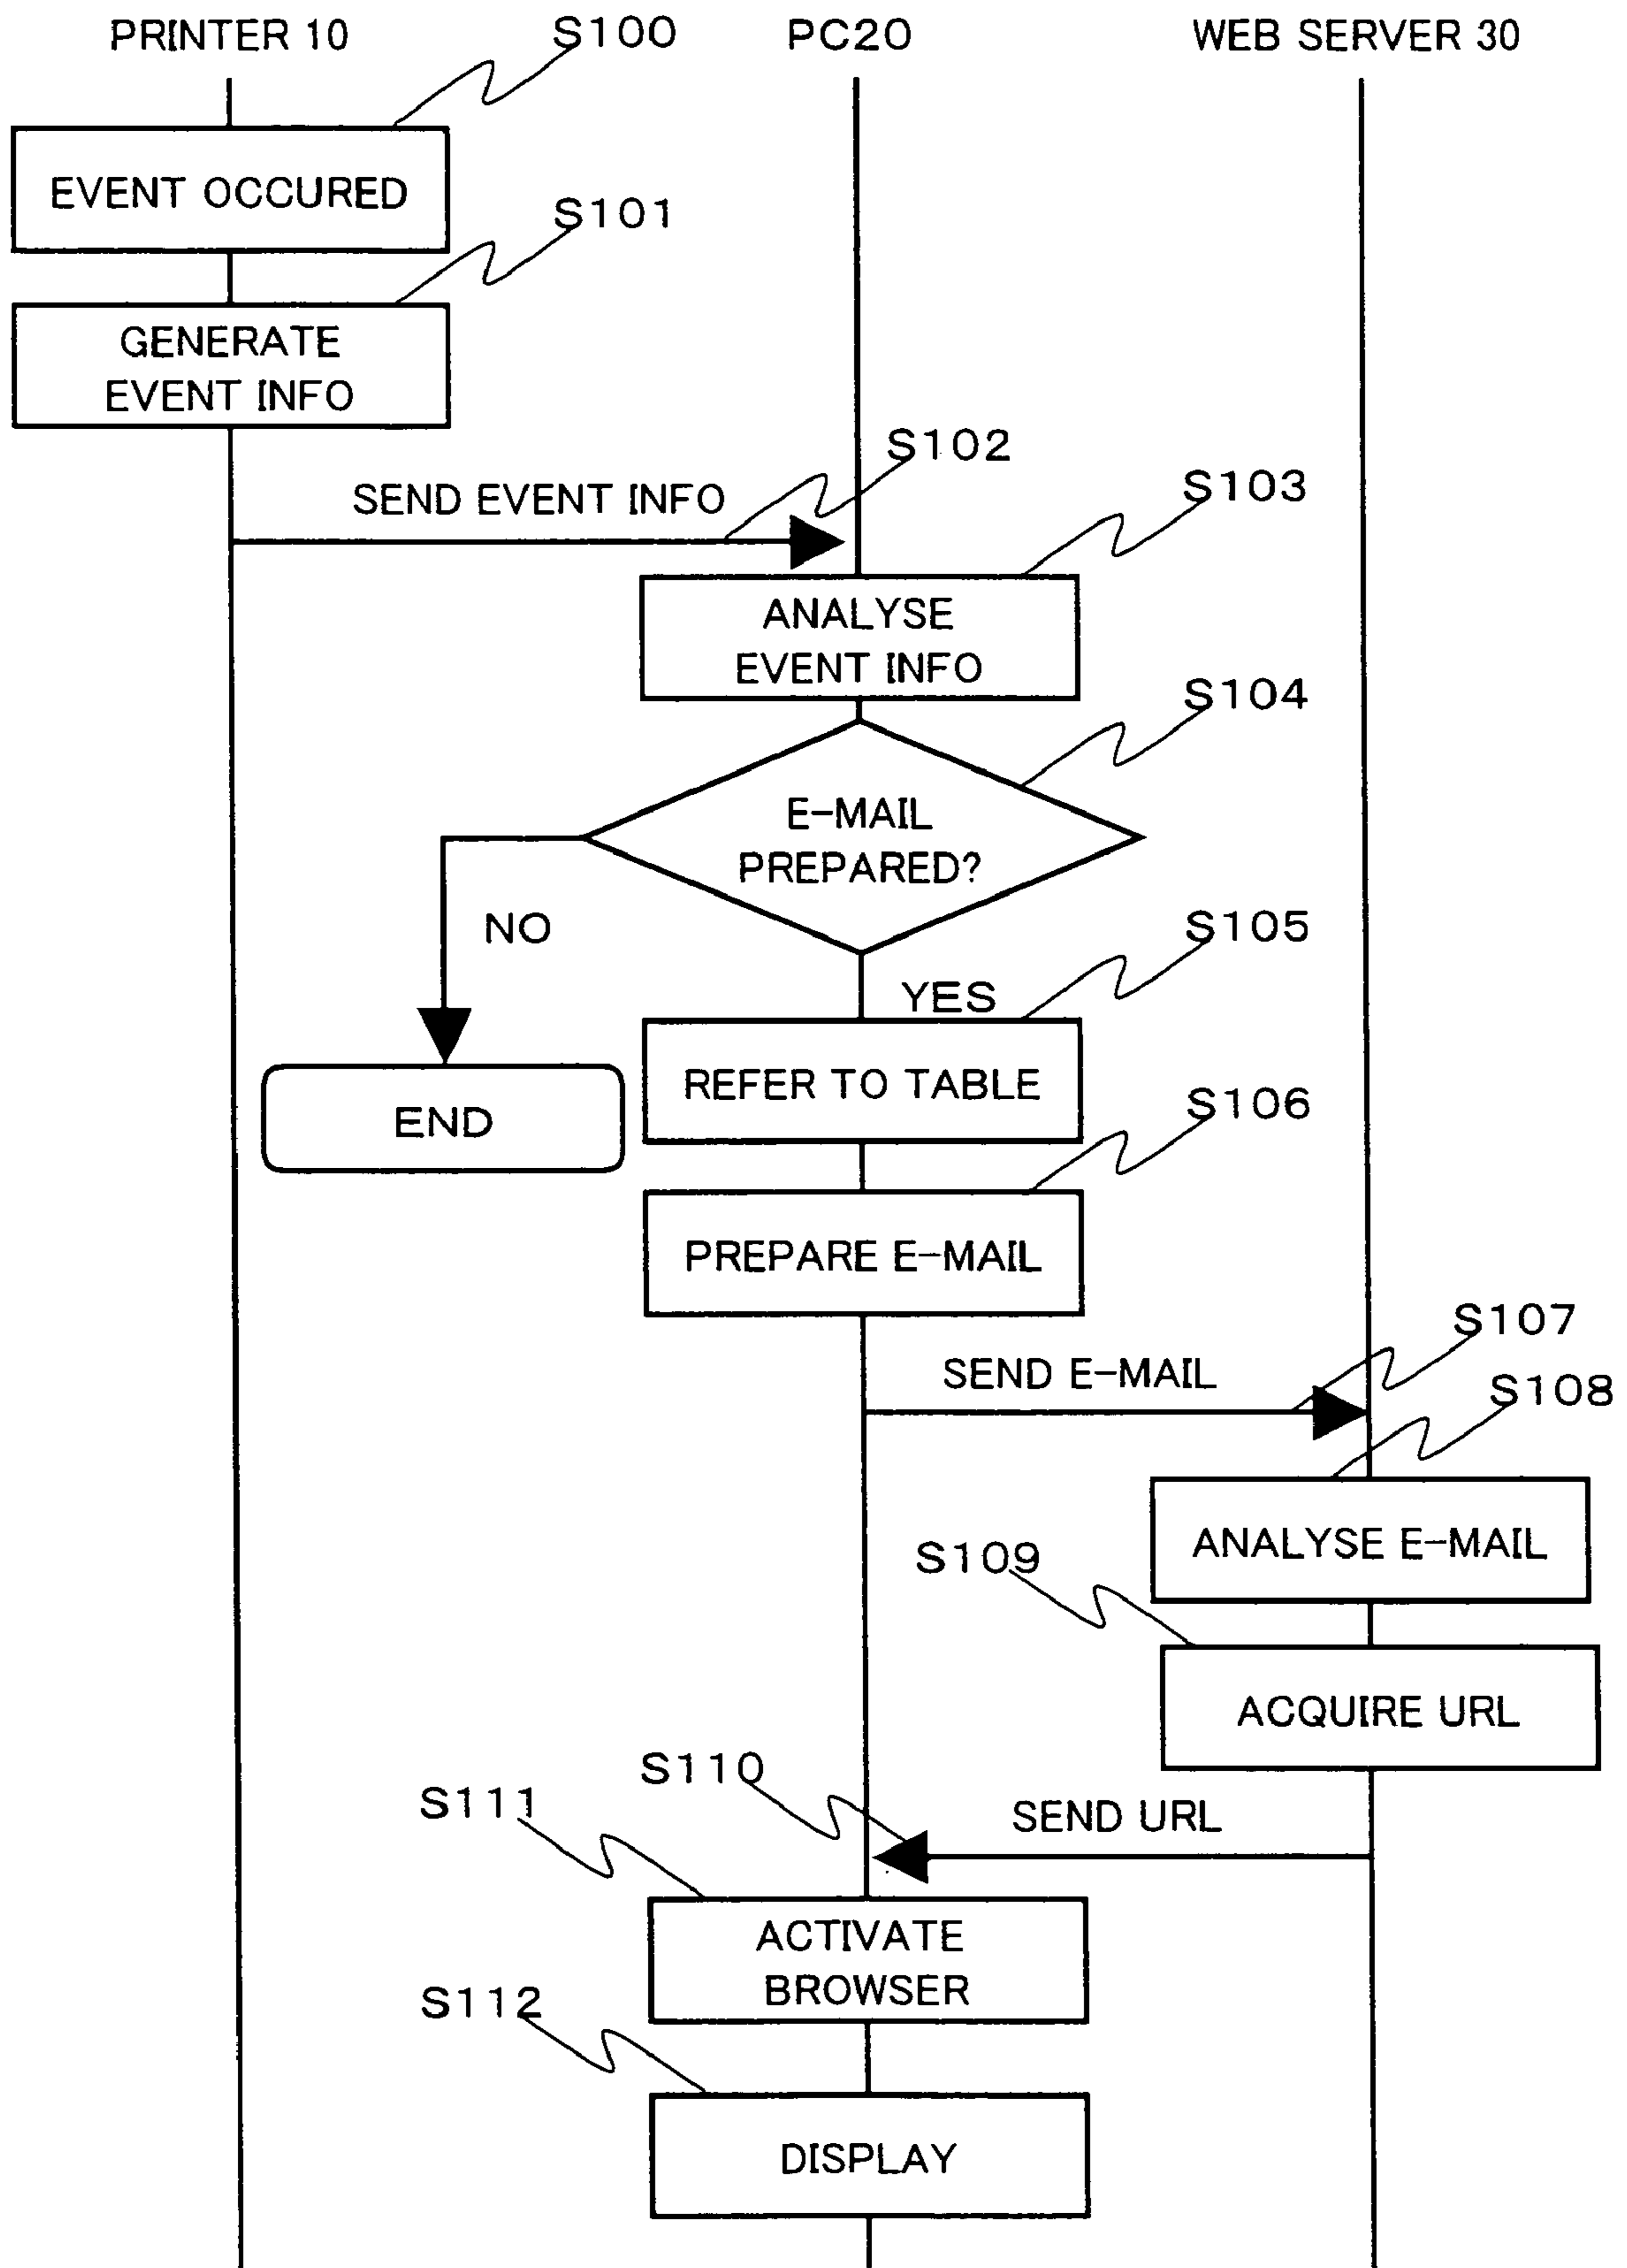 PRINTER 10
S100
PC20
WEB SERVER 30
EVENT OCCURED
S101
GENERATE
EVENT INFO
S102
SEND EVENT INFO
S103
ANALYSE
EVENT INFO
S104
E-MAIL
PREPARED?
NO
S105
YES
REFER TO TABLE
END
S106
PREPARE E-MAIL
S107
SEND E-MAIL
S108
ANALYSE E-MAIL
S109
ACQUIRE URL
S110
S111
SEND URL
ACTIVATE
BROWSER
S112
DISPLAY